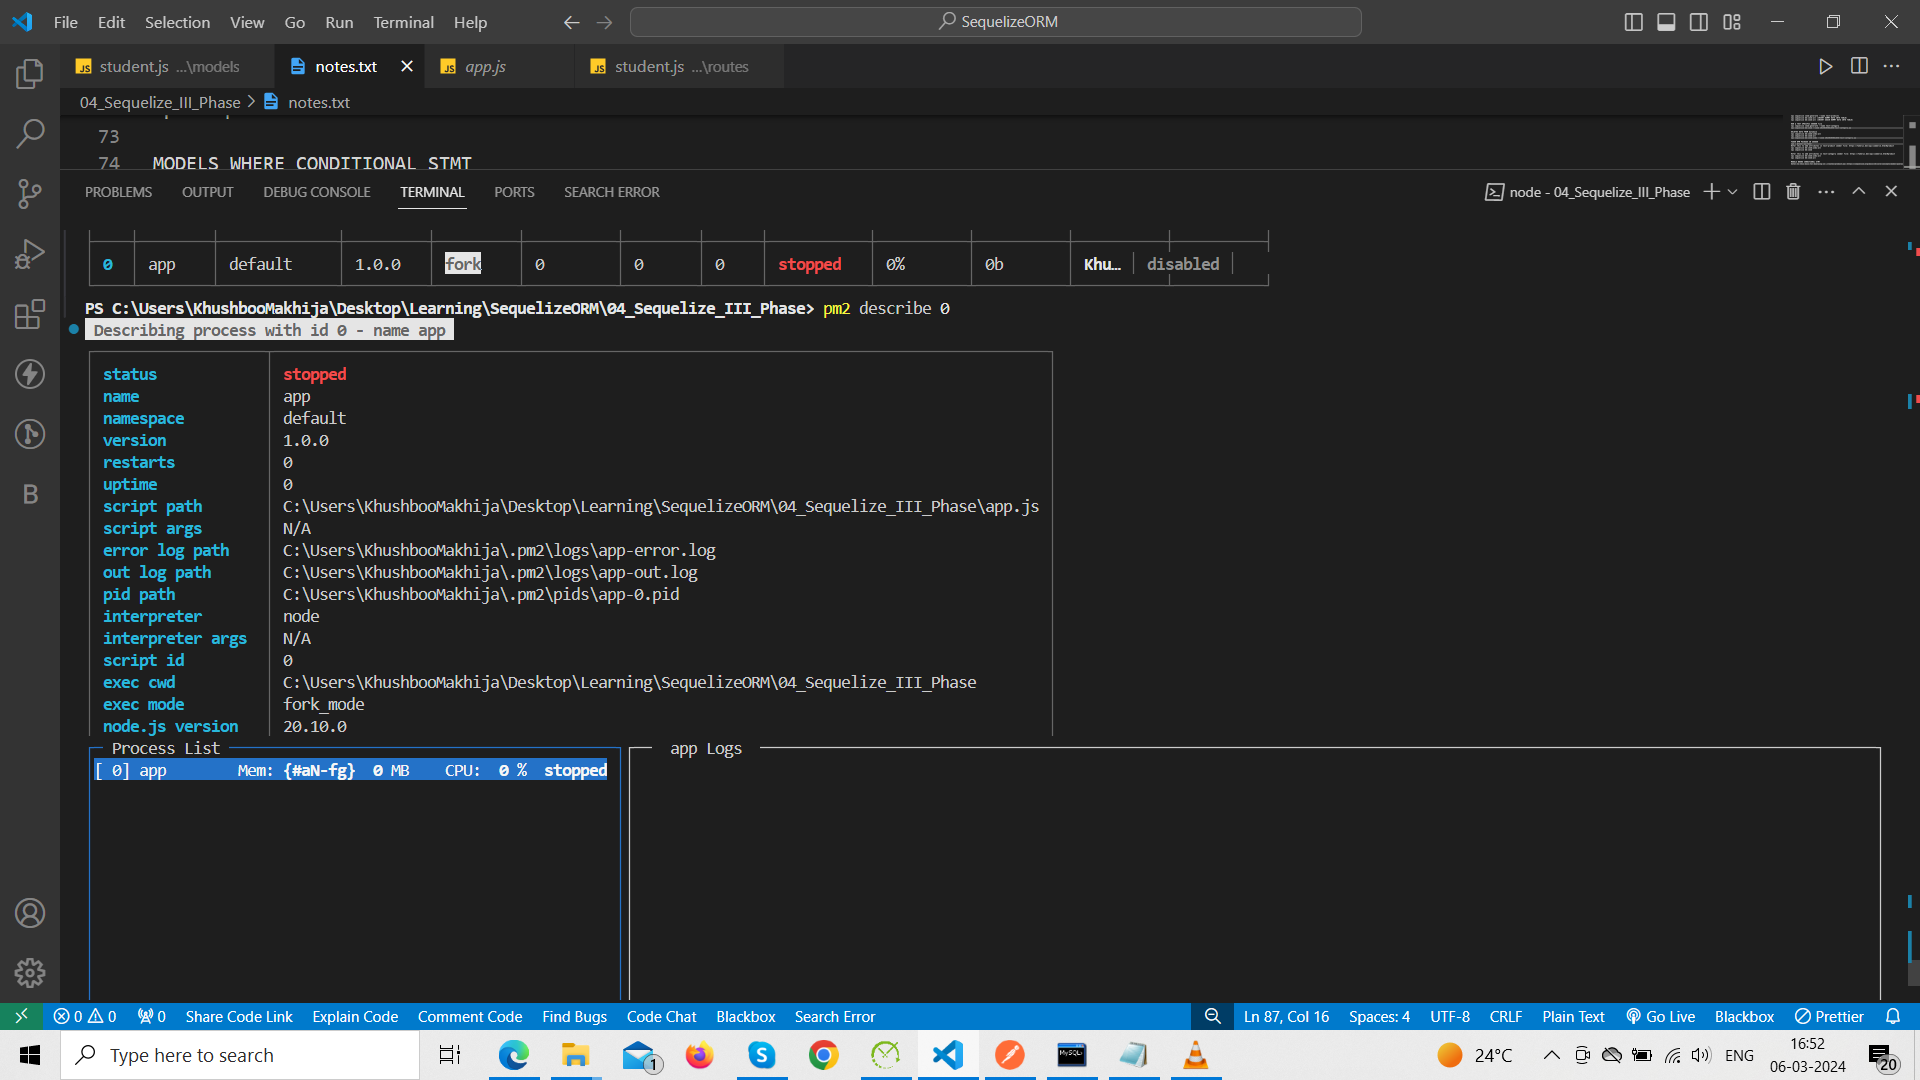 File Edit Selection View Go Run Terminal Help SequelizeORM
student.js ...\models notes.txt app.js student.js ...\routes
04_Sequelize_III_Phase > notes.txt
73
74 MODELS WHERE CONDITIONAL STMT
PROBLEMS OUTPUT DEBUG CONSOLE TERMINAL PORTS SEARCH ERROR node - 04_Sequelize_III_Phase
0 app default 1.0.0 fork 0 0 0 stopped 0% 0b Khu… disabled
PS C:\Users\KhushbooMakhija\Desktop\Learning\SequelizeORM\04_Sequelize_III_Phase> pm2 describe 0
Describing process with id 0 - name app
status stopped
name app
namespace default
version 1.0.0
restarts 0
uptime 0
script path C:\Users\KhushbooMakhija\Desktop\Learning\SequelizeORM\04_Sequelize_III_Phase\app.js
script args N/A
error log path C:\Users\KhushbooMakhija\.pm2\logs\app-error.log
out log path C:\Users\KhushbooMakhija\.pm2\logs\app-out.log
pid path C:\Users\KhushbooMakhija\.pm2\pids\app-0.pid
interpreter node
interpreter args N/A
script id 0
exec cwd C:\Users\KhushbooMakhija\Desktop\Learning\SequelizeORM\04_Sequelize_III_Phase
exec mode fork_mode
node.js version 20.10.0
Process List app Logs
[ 0] app Mem: {#aN-fg} 0 MB CPU: 0 % stopped
B
0 0 0 Share Code Link Explain Code Comment Code Find Bugs Code Chat Blackbox Search Error Ln 87, Col 16 Spaces: 4 UTF-8 CRLF Plain Text Go Live Blackbox Prettier
Type here to search 1 MySQL 24°C ENG 16:52
06-03-2024 20